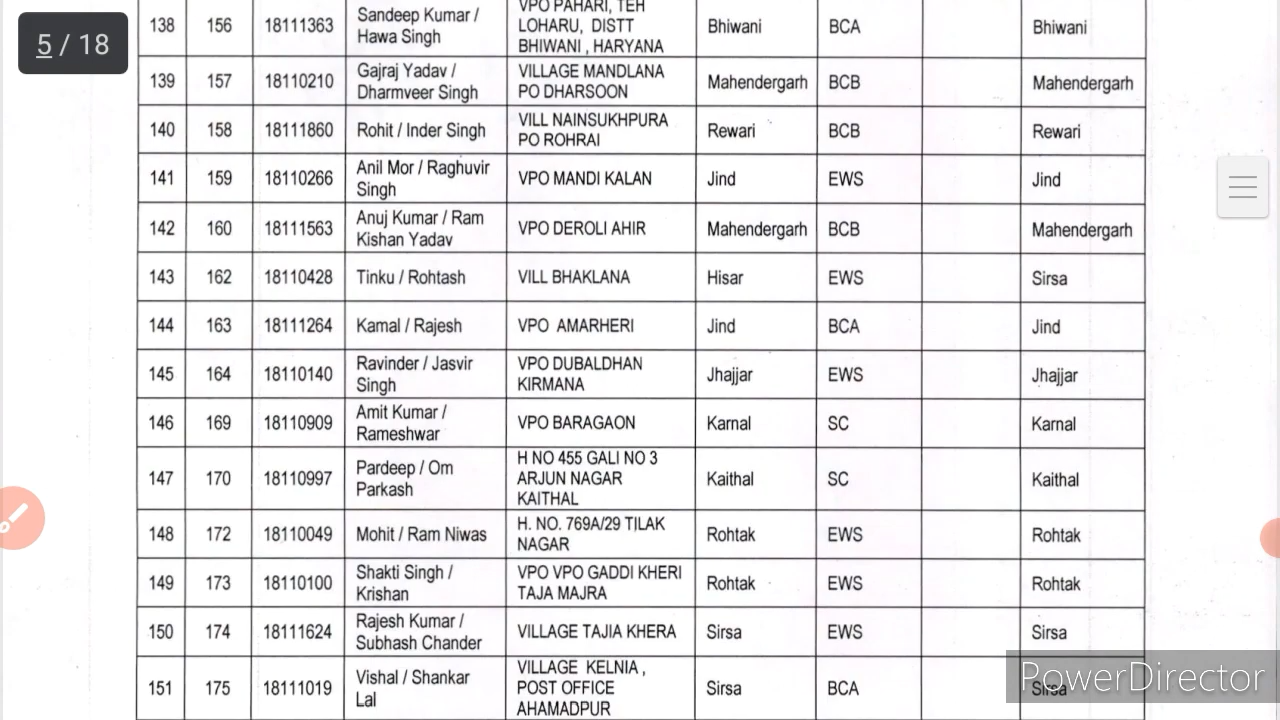 5 / 18
138 156 18111363 Sandeep Kumar / Hawa Singh VPO PAHARI, TEH LOHARU, DISTT BHIWANI , HARYANA Bhiwani BCA Bhiwani
139 157 18110210 Gajraj Yadav / Dharmveer Singh VILLAGE MANDLANA PO DHARSOON Mahendergarh BCB Mahendergarh
140 158 18111860 Rohit / Inder Singh VILL NAINSUKHPURA PO ROHRAI Rewari BCB Rewari
141 159 18110266 Anil Mor / Raghuvir Singh VPO MANDI KALAN Jind EWS Jind
142 160 18111563 Anuj Kumar / Ram Kishan Yadav VPO DEROLI AHIR Mahendergarh BCB Mahendergarh
143 162 18110428 Tinku / Rohtash VILL BHAKLANA Hisar EWS Sirsa
144 163 18111264 Kamal / Rajesh VPO AMARHERI Jind BCA Jind
145 164 18110140 Ravinder / Jasvir Singh VPO DUBALDHAN KIRMANA Jhajjar EWS Jhajjar
146 169 18110909 Amit Kumar / Rameshwar VPO BARAGAON Karnal SC Karnal
147 170 18110997 Pardeep / Om Parkash H NO 455 GALI NO 3 ARJUN NAGAR KAITHAL Kaithal SC Kaithal
148 172 18110049 Mohit / Ram Niwas H. NO. 769A/29 TILAK NAGAR Rohtak EWS Rohtak
149 173 18110100 Shakti Singh / Krishan VPO VPO GADDI KHERI TAJA MAJRA Rohtak EWS Rohtak
150 174 18111624 Rajesh Kumar / Subhash Chander VILLAGE TAJIA KHERA Sirsa EWS Sirsa
151 175 18111019 Vishal / Shankar Lal VILLAGE KELNIA , POST OFFICE AHAMADPUR Sirsa BCA Sirsa
PowerDirector